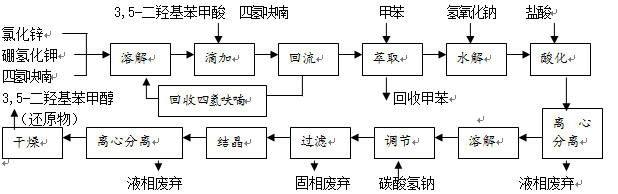 3,5-二羟基苯甲酸 四氢呋喃 甲苯 氢氧化钠 盐酸
氯化锌
硼氢化钾
四氢呋喃
溶解 滴加 回流 萃取 水解 酸化
回收四氢呋喃 回收甲苯
3,5-二羟基苯甲醇
(还原物)
离心
分离
干燥 离心分离 结晶 过滤 调节 溶解
液相废弃 固相废弃 碳酸氢钠 液相废弃